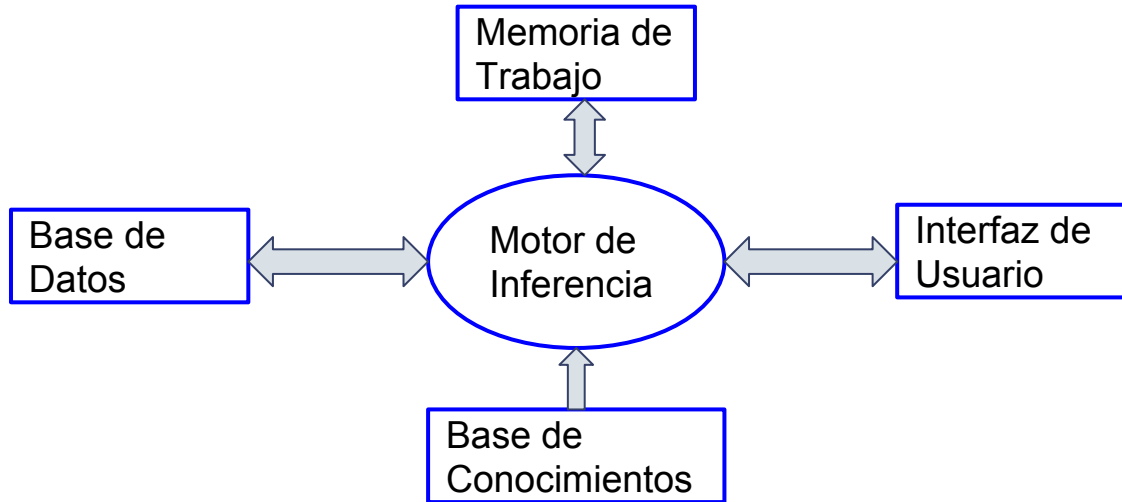 Memoria de
Trabajo
Base de
Datos
Motor de
Inferencia
Interfaz de
Usuario
Base de
Conocimientos